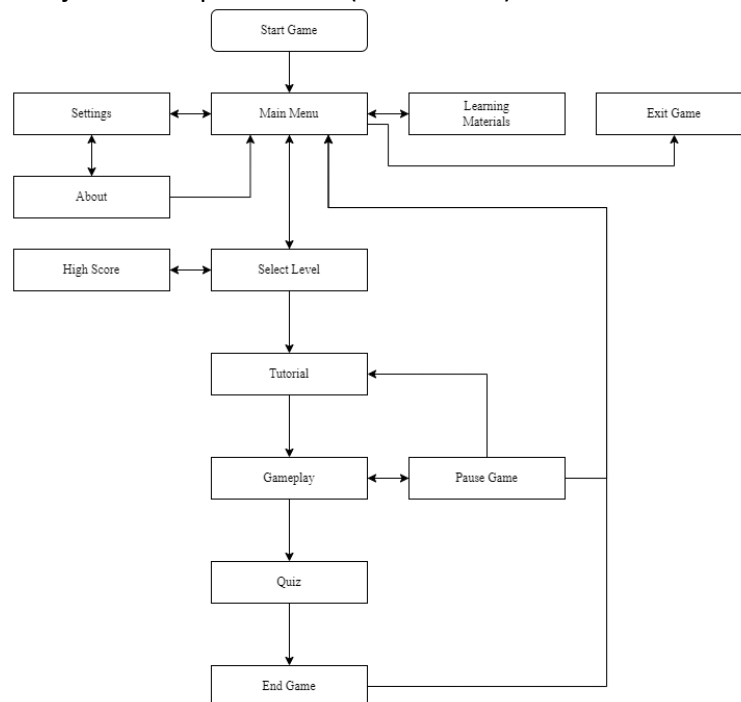 Start Game
Settings
Main Menu
Learning
Materials
Exit Game
About
High Score
Select Level
Tutorial
Gameplay
Pause Game
Quiz
End Game